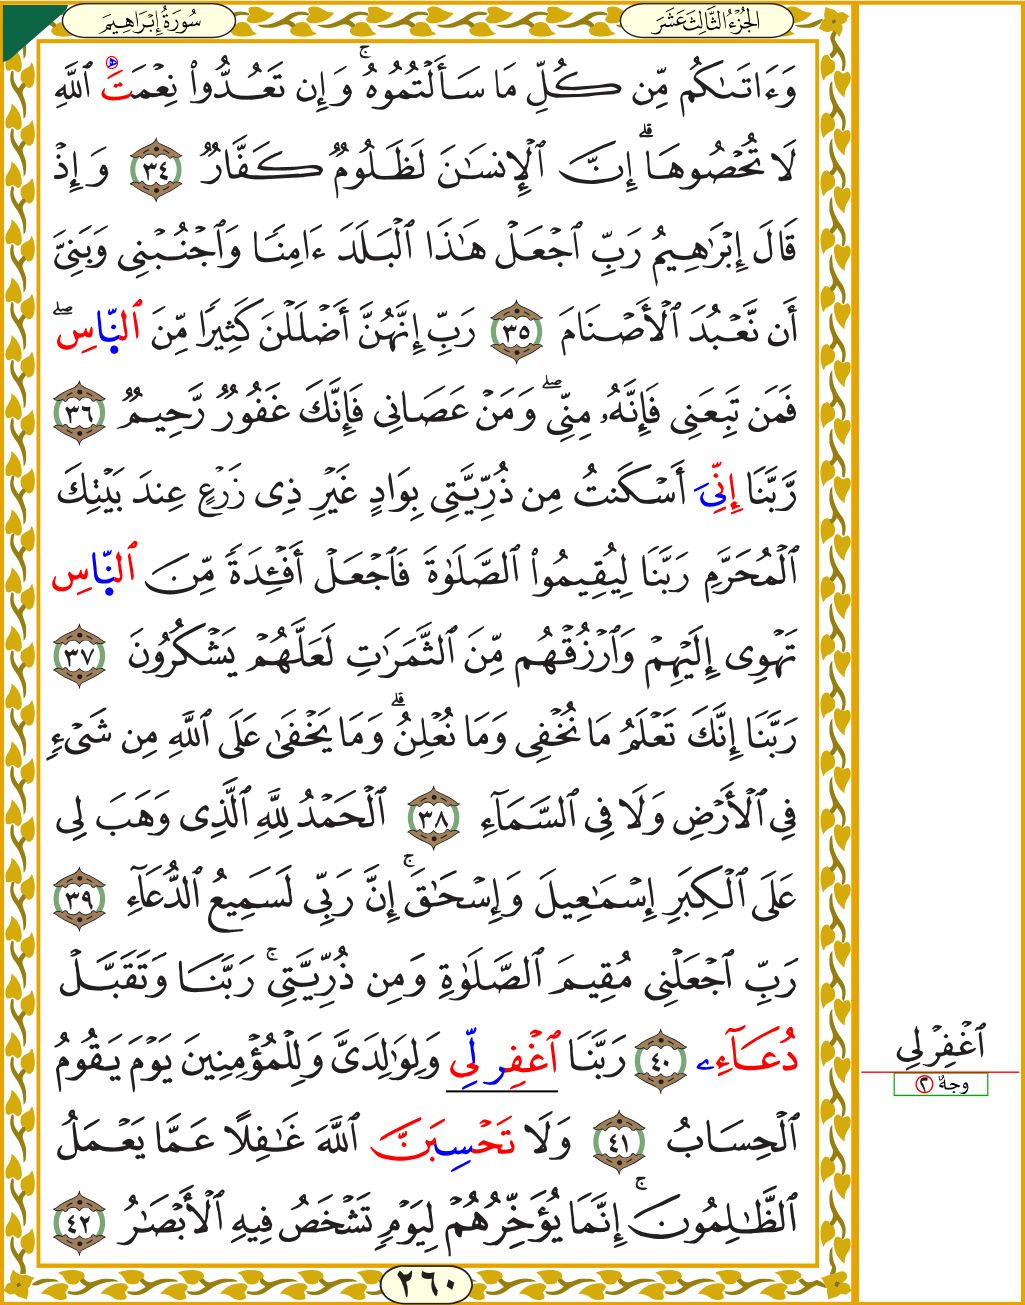 سُورَةُ إِبْرَاهِيم
الجُزْءُ الثَّالِثَ عَشَرَ
وَءَاتَىٰكُم مِّن كُلِّ مَا سَأَلْتُمُوهُۚ وَإِن تَعُدُّوا۟ نِعْمَتَ ٱللَّهِ
لَا تُحْصُوهَاۗ إِنَّ ٱلْإِنسَـٰنَ لَظَلُومٌ كَفَّارٌ ٣٤ وَإِذْ
قَالَ إِبْرَٰهِيمُ رَبِّ ٱجْعَلْ هَـٰذَا ٱلْبَلَدَ ءَامِنًا وَٱجْنُبْنِى وَبَنِىَّ
أَن نَّعْبُدَ ٱلْأَصْنَامَ ٣٥ رَبِّ إِنَّهُنَّ أَضْلَلْنَ كَثِيرًا مِّنَ ٱلنَّاسِۖ
فَمَن تَبِعَنِى فَإِنَّهُۥ مِنِّىۖ وَمَنْ عَصَانِى فَإِنَّكَ غَفُورٌ رَّحِيمٌ ٣٦
رَّبَّنَا إِنِّىَ أَسْكَنتُ مِن ذُرِّيَّتِى بِوَادٍ غَيْرِ ذِى زَرْعٍ عِندَ بَيْتِكَ
ٱلْمُحَرَّمِ رَبَّنَا لِيُقِيمُوا۟ ٱلصَّلَوٰةَ فَٱجْعَلْ أَفْـِٔدَةً مِّنَ ٱلنَّاسِ
تَهْوِى إِلَيْهِمْ وَٱرْزُقْهُم مِّنَ ٱلثَّمَرَٰتِ لَعَلَّهُمْ يَشْكُرُونَ ٣٧
رَبَّنَا إِنَّكَ تَعْلَمُ مَا نُخْفِى وَمَا نُعْلِنُۗ وَمَا يَخْفَىٰ عَلَى ٱللَّهِ مِن شَىْءٍ
فِى ٱلْأَرْضِ وَلَا فِى ٱلسَّمَآءِ ٣٨ ٱلْحَمْدُ لِلَّهِ ٱلَّذِى وَهَبَ لِى
عَلَى ٱلْكِبَرِ إِسْمَـٰعِيلَ وَإِسْحَـٰقَۚ إِنَّ رَبِّى لَسَمِيعُ ٱلدُّعَآءِ ٣٩
رَبِّ ٱجْعَلْنِى مُقِيمَ ٱلصَّلَوٰةِ وَمِن ذُرِّيَّتِىۚ رَبَّنَا وَتَقَبَّلْ
دُعَآءِۦ ٤٠ رَبَّنَا ٱغْفِر لِّى وَلِوَٰلِدَىَّ وَلِلْمُؤْمِنِينَ يَوْمَ يَقُومُ
ٱلْحِسَابُ ٤١ وَلَا تَحْسِبَنَّ ٱللَّهَ غَـٰفِلًا عَمَّا يَعْمَلُ
ٱلظَّـٰلِمُونَۚ إِنَّمَا يُؤَخِّرُهُمْ لِيَوْمٍ تَشْخَصُ فِيهِ ٱلْأَبْصَـٰرُ ٤٢
٢٦٠
ٱغْفِرْ لِي
وجهٌ ٢